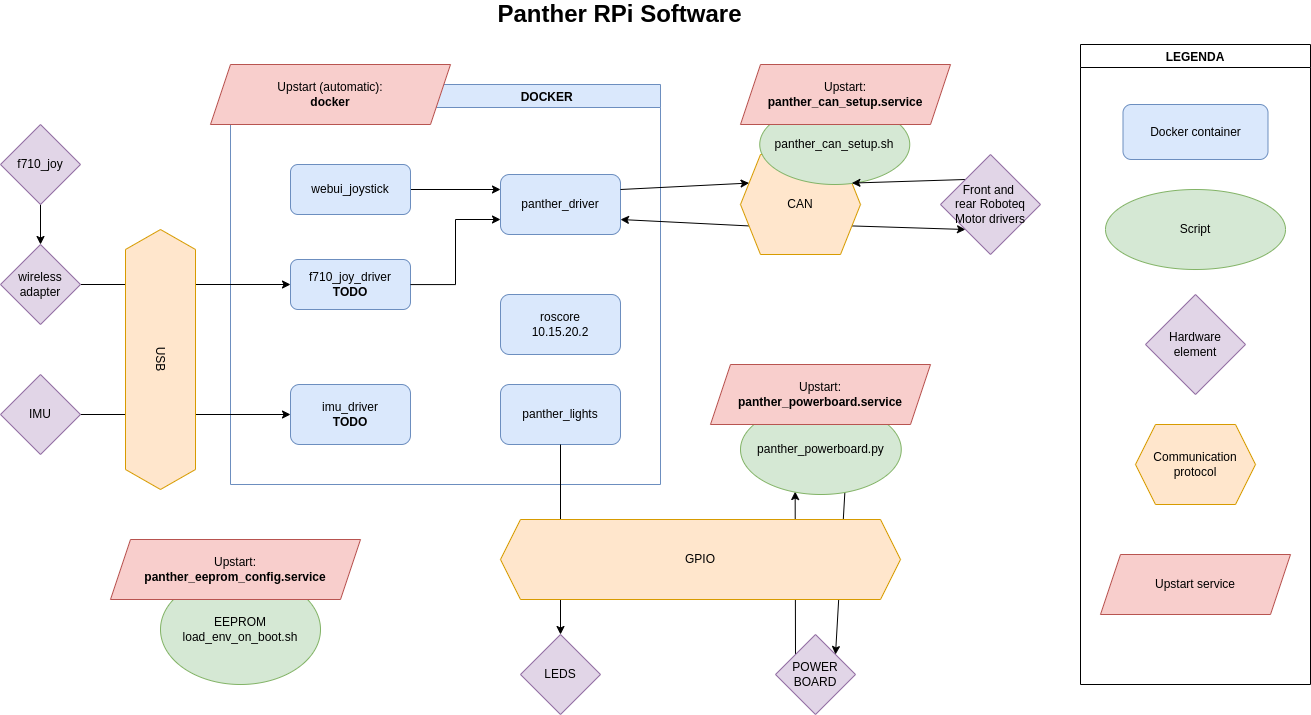 Panther RPi Software
Upstart (automatic):
docker
DOCKER
Upstart:
panther_can_setup.service
panther_can_setup.sh
f710_joy
webui_joystick
panther_driver
CAN
Front and
rear Roboteq
Motor drivers
wireless
adapter
f710_joy_driver
TODO
USB
roscore
10.15.20.2
IMU
imu_driver
TODO
panther_lights
Upstart:
panther_powerboard.service
panther_powerboard.py
Upstart:
panther_eeprom_config.service
EEPROM
load_env_on_boot.sh
GPIO
LEDS
POWER
BOARD
LEGENDA
Docker container
Script
Hardware
element
Communication
protocol
Upstart service